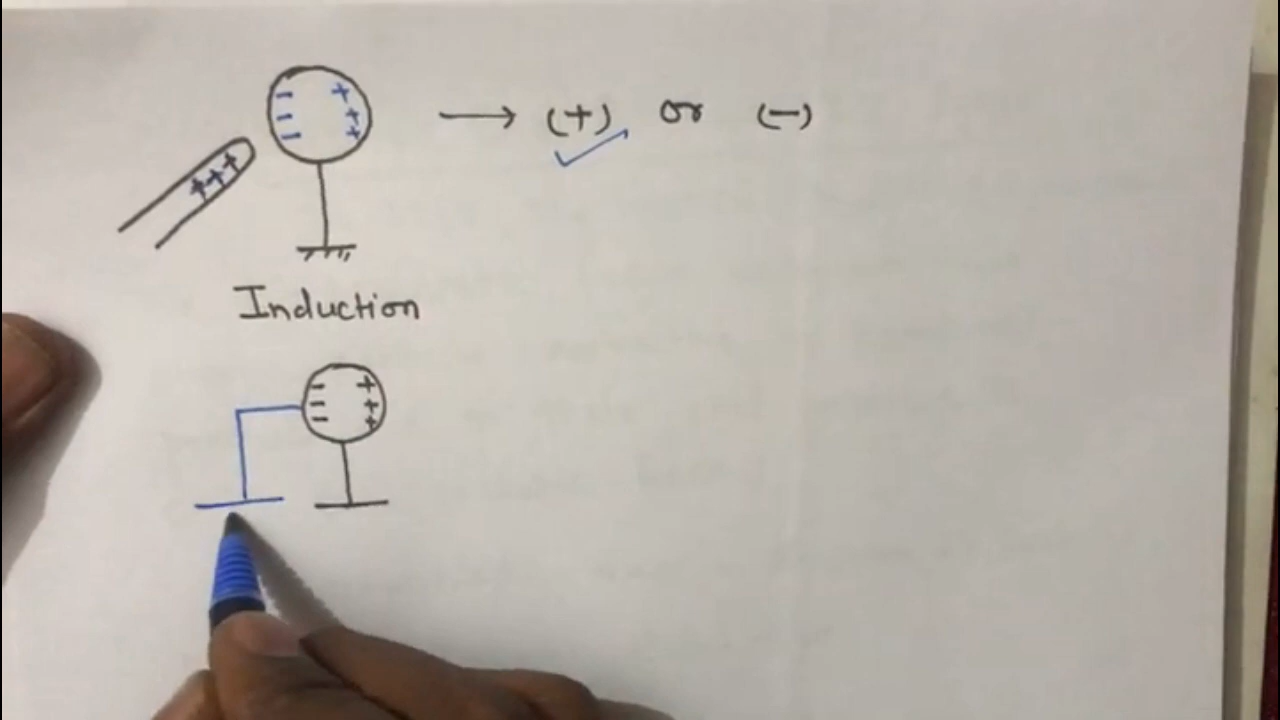 - - - + + +
+++
→ (+) or (-)
Induction
- - - + + +